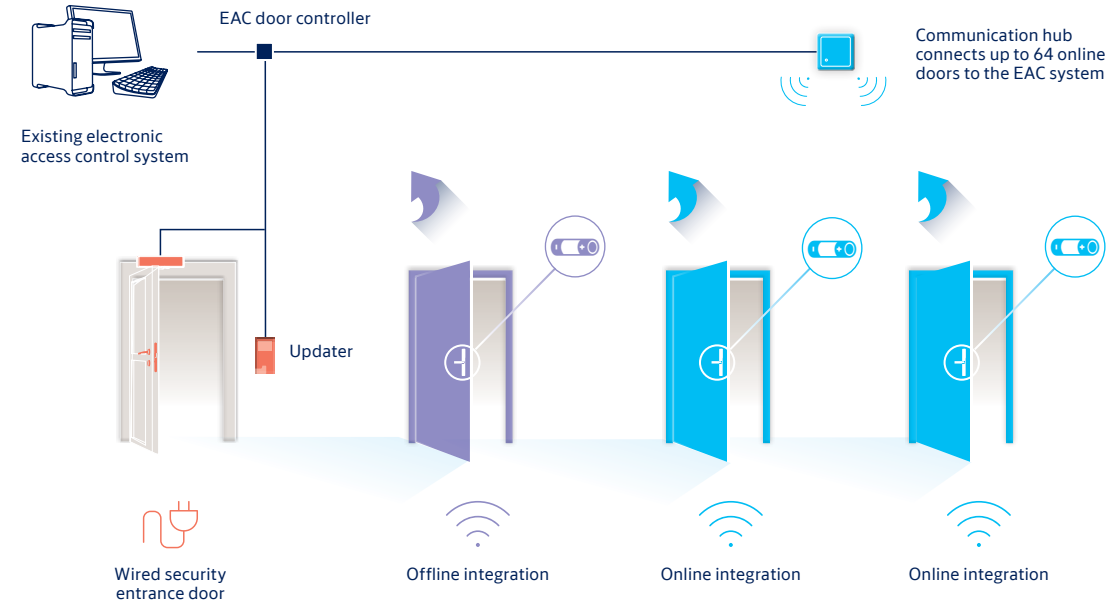 EAC door controller
Communication hub
connects up to 64 online
doors to the EAC system
Existing electronic
access control system
Updater
Wired security
entrance door
Offline integration
Online integration
Online integration